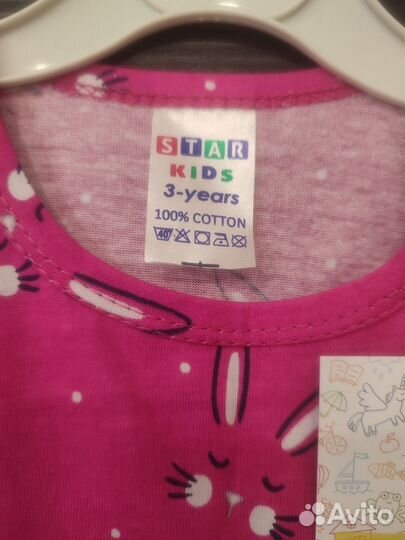 STAR
KIDS
3-years
100% COTTON
40°
Avito